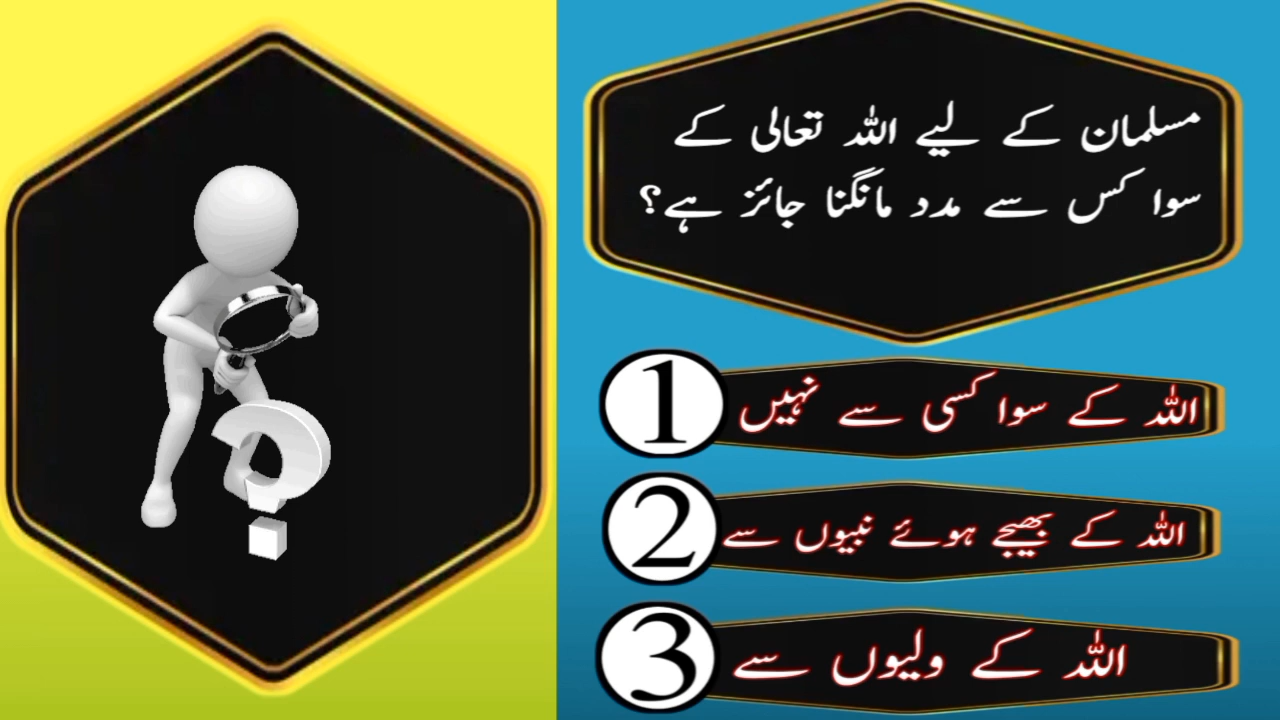 مسلمان کے لیے اللہ تعالی کے
سوا کس سے مدد مانگنا جائز ہے؟
1 اللہ کے سوا کسی سے نہیں
2 اللہ کے بھیجے ہوئے نبیوں سے
3 اللہ کے ولیوں سے